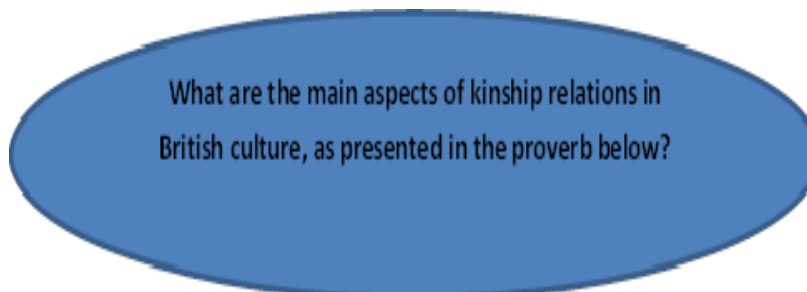 What are the main aspects of kinship relations in
British culture, as presented in the proverb below?